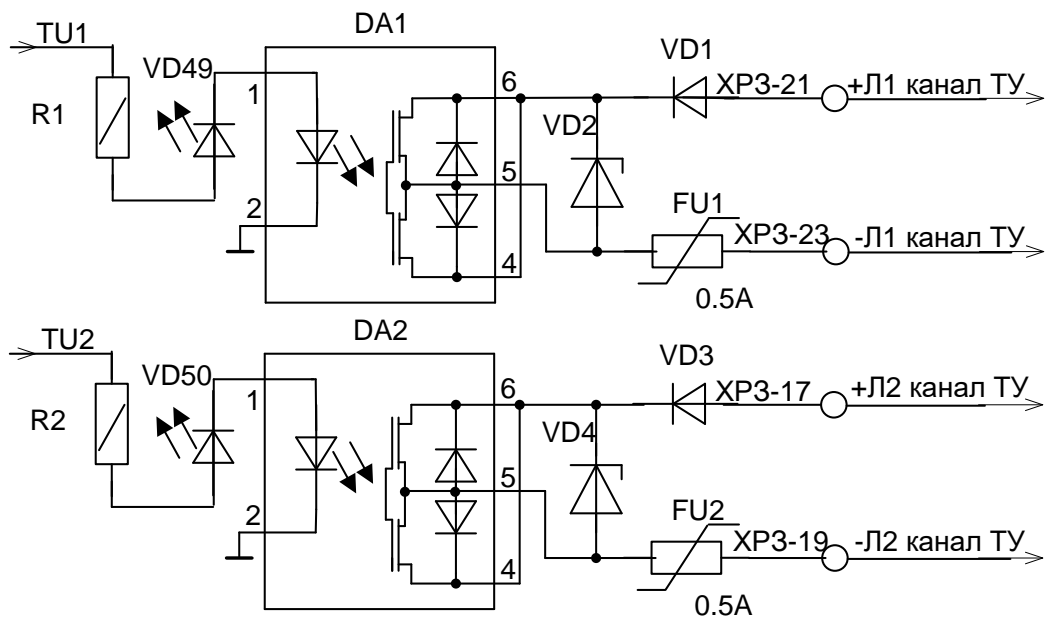 DA1
TU1
VD49
R1
1
2
6
5
4
VD1
XP3-21
+Л1 канал ТУ
VD2
FU1
XP3-23
-Л1 канал ТУ
0.5A
DA2
TU2
VD50
R2
1
2
6
5
4
VD3
XP3-17
+Л2 канал ТУ
VD4
FU2
XP3-19
-Л2 канал ТУ
0.5A